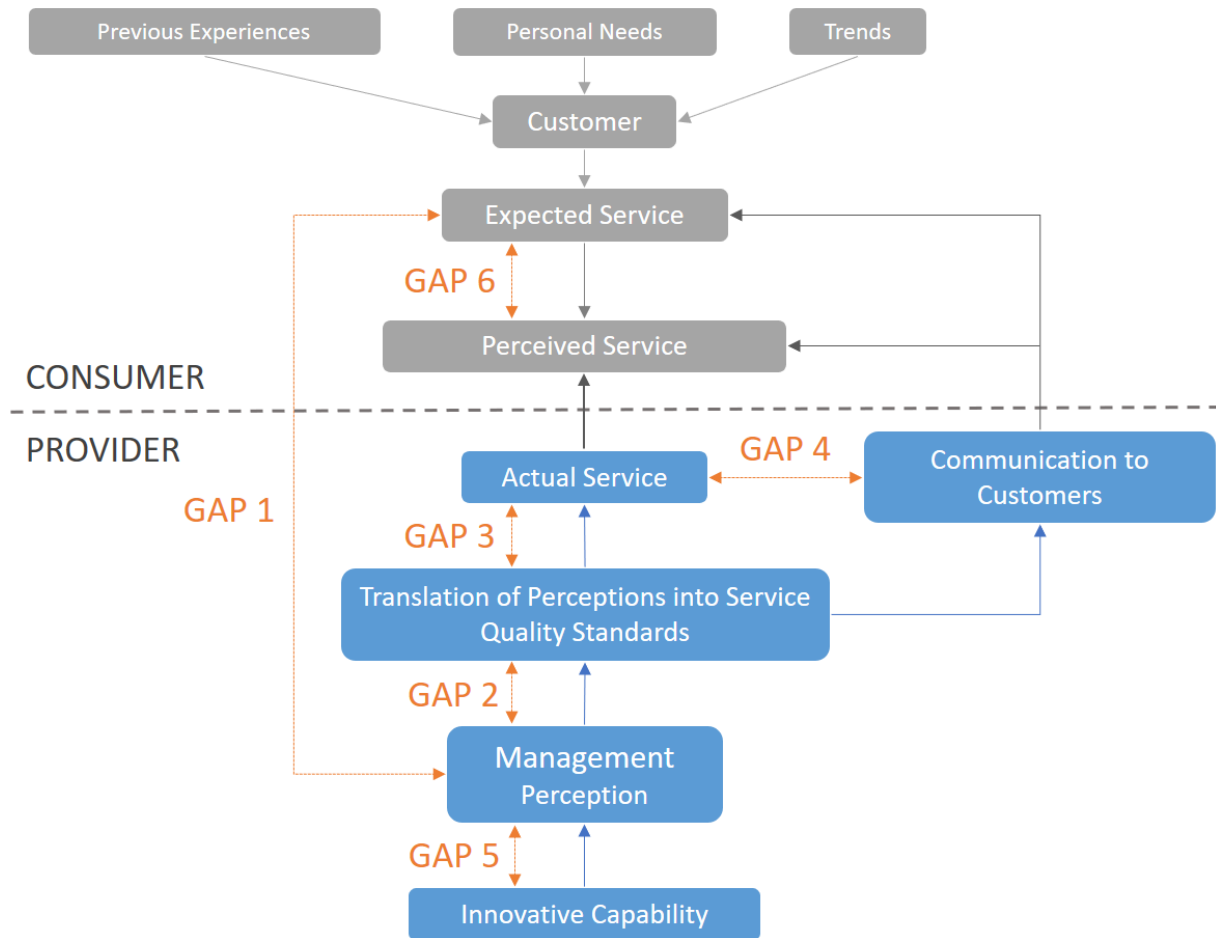 Previous Experiences
Personal Needs
Trends
Customer
Expected Service
GAP 6
Perceived Service
CONSUMER
PROVIDER
GAP 1
Actual Service
GAP 4
Communication to
Customers
GAP 3
Translation of Perceptions into Service
Quality Standards
GAP 2
Management
Perception
GAP 5
Innovative Capability